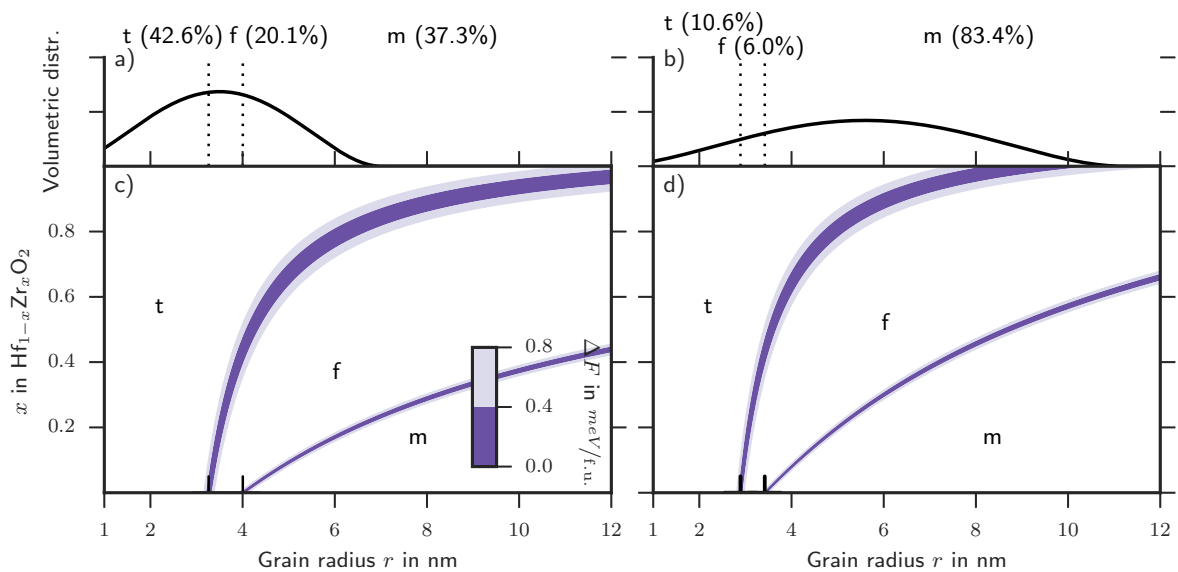 t (42.6%) f (20.1%) m (37.3%)
t (10.6%) m (83.4%)
f (6.0%)
a)
b)
Volumetric distr.
c)
d)
0.8
0.6
0.4
0.2
x in Hf₁₋ₓZrₓO₂
t
f
m
t
f
m
0.8
0.4
0.0
ΔF in meV/f.u.
1 2 4 6 8 10 12
1 2 4 6 8 10 12
Grain radius r in nm
Grain radius r in nm